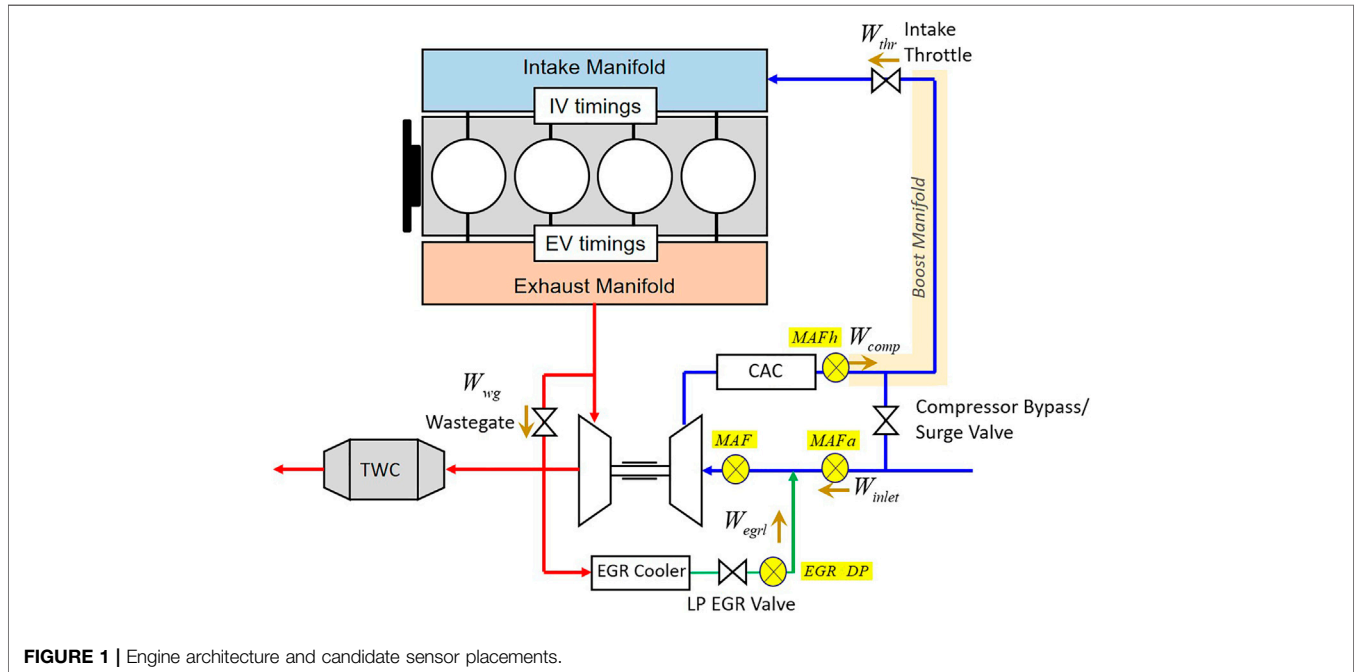 W_thr
Intake
Throttle
Intake Manifold
IV timings
EV timings
Exhaust Manifold
Boost Manifold
MAFh
W_comp
CAC
W_wg
Wastegate
Compressor Bypass/
Surge Valve
MAF
MAFa
TWC
W_inlet
W_egrl
EGR Cooler
EGR DP
LP EGR Valve
FIGURE 1 | Engine architecture and candidate sensor placements.